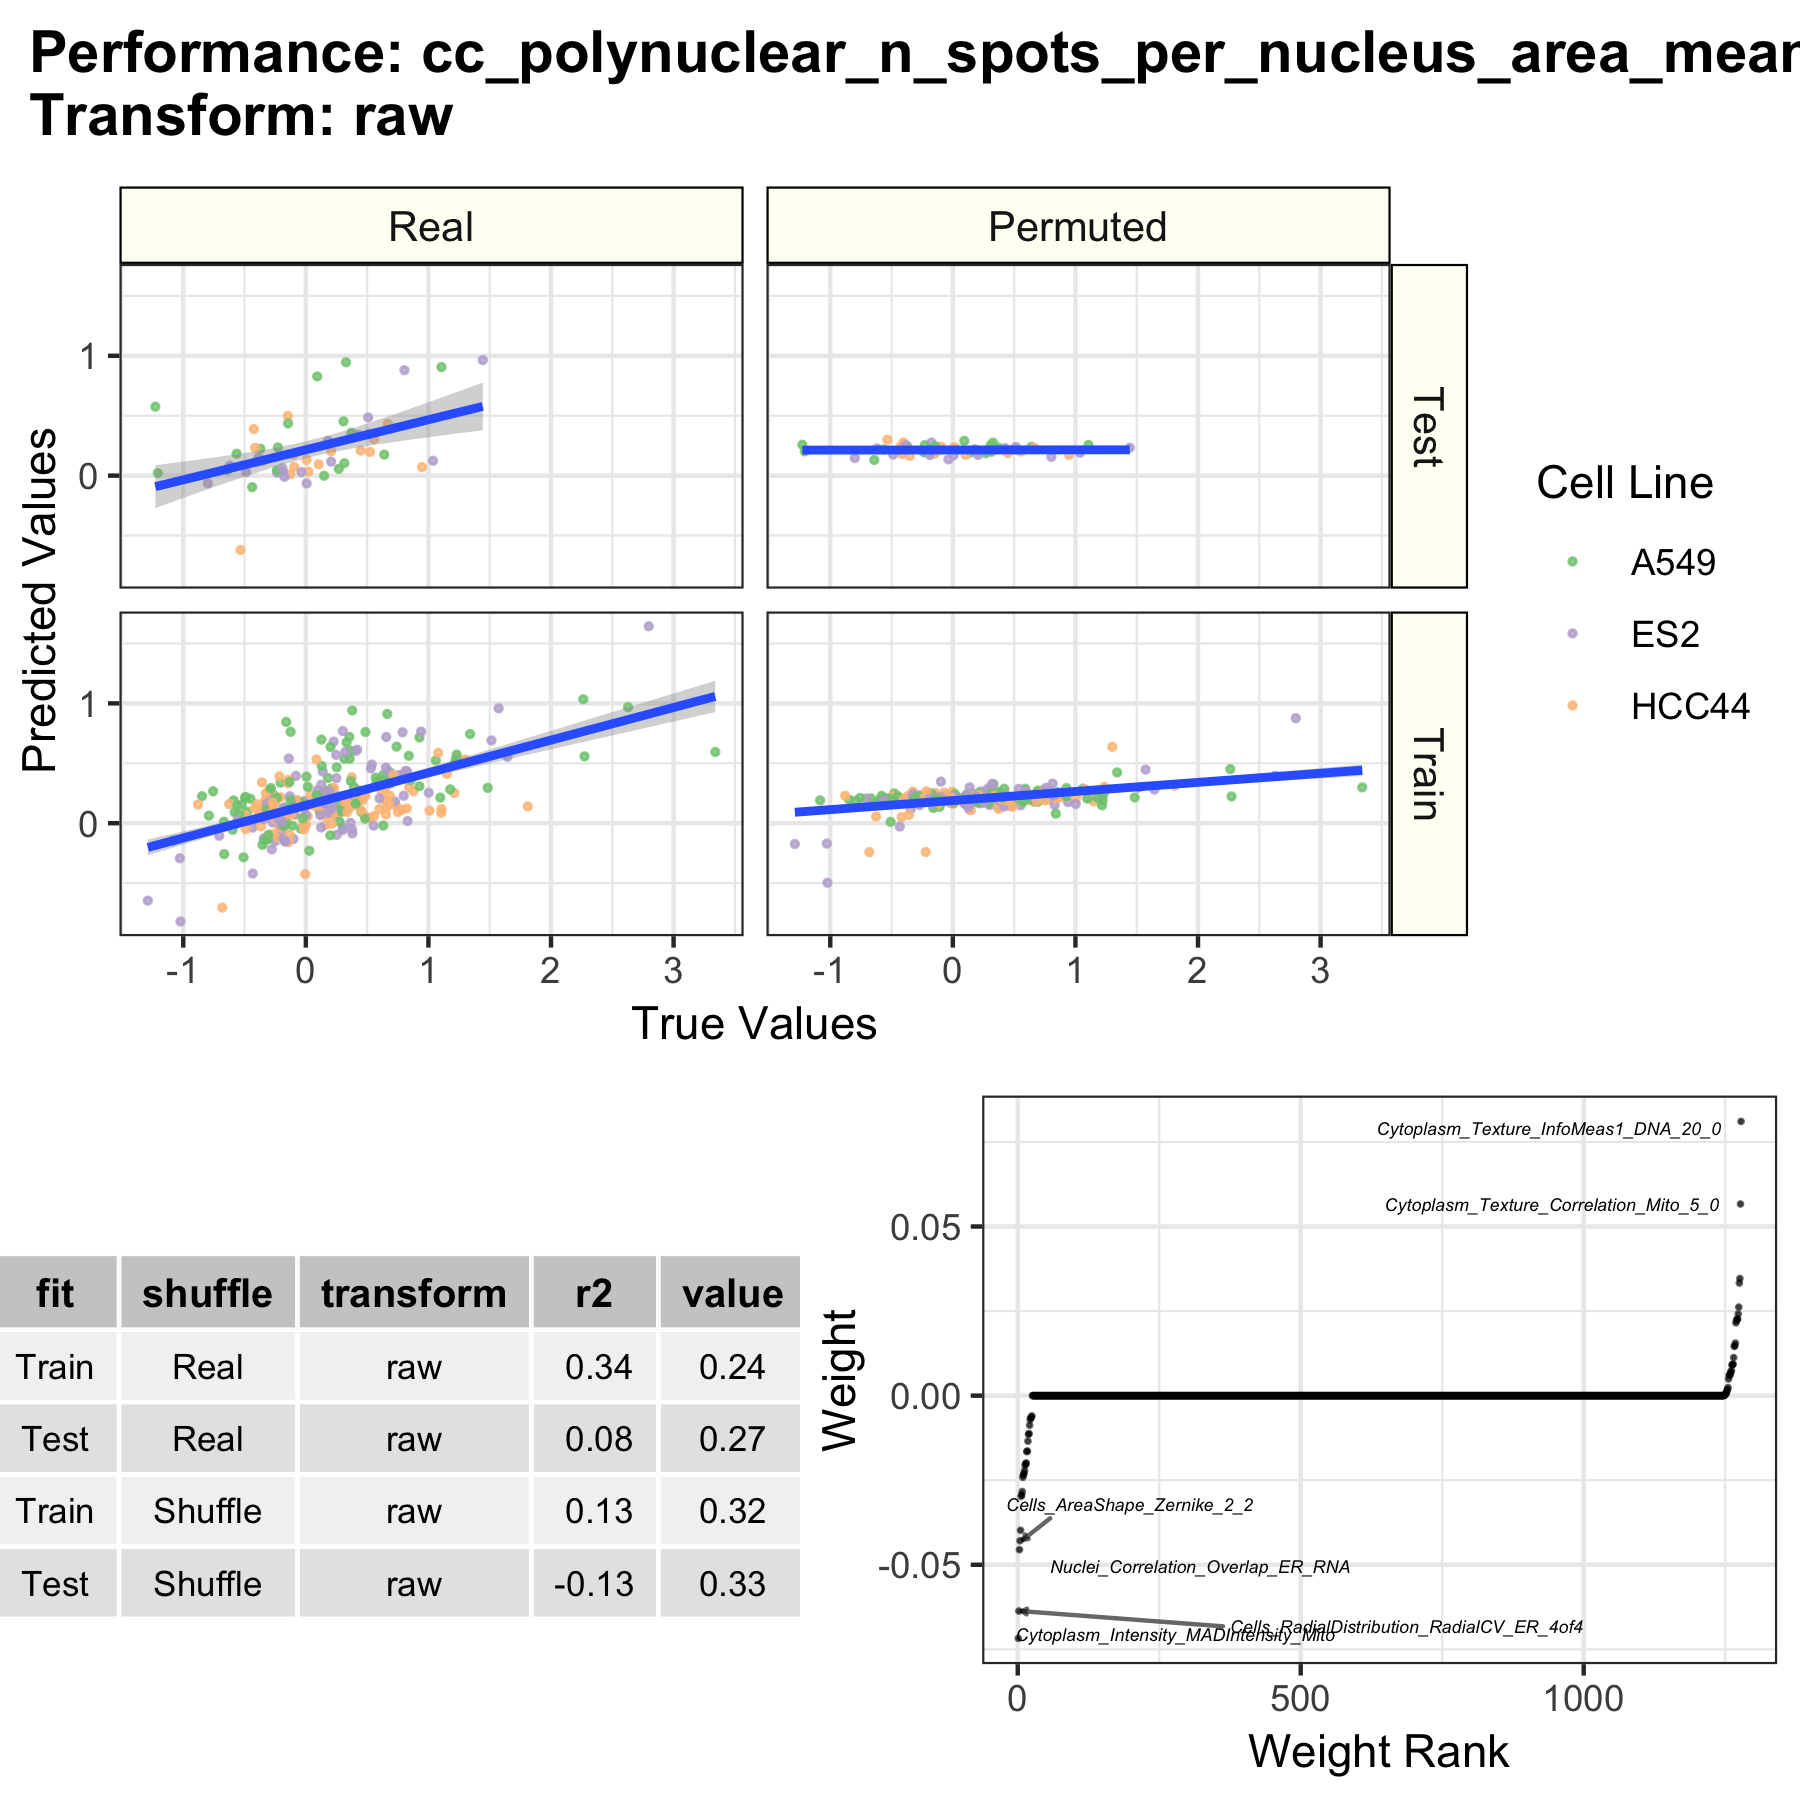 Performance: cc_polynuclear_n_spots_per_nucleus_area_mean
Transform: raw
Real
Permuted
Test
Train
1
0
1
0
Predicted Values
-1 0 1 2 3
-1 0 1 2 3
True Values
Cell Line
A549
ES2
HCC44
fit shuffle transform r2 value
Train Real raw 0.34 0.24
Test Real raw 0.08 0.27
Train Shuffle raw 0.13 0.32
Test Shuffle raw -0.13 0.33
Weight
0.05
0.00
-0.05
Cytoplasm_Texture_InfoMeas1_DNA_20_0
Cytoplasm_Texture_Correlation_Mito_5_0
Cells_AreaShape_Zernike_2_2
Nuclei_Correlation_Overlap_ER_RNA
Cells_RadialDistribution_RadialCV_ER_4of4
Cytoplasm_Intensity_MADIntensity_Mito
0 500 1000
Weight Rank